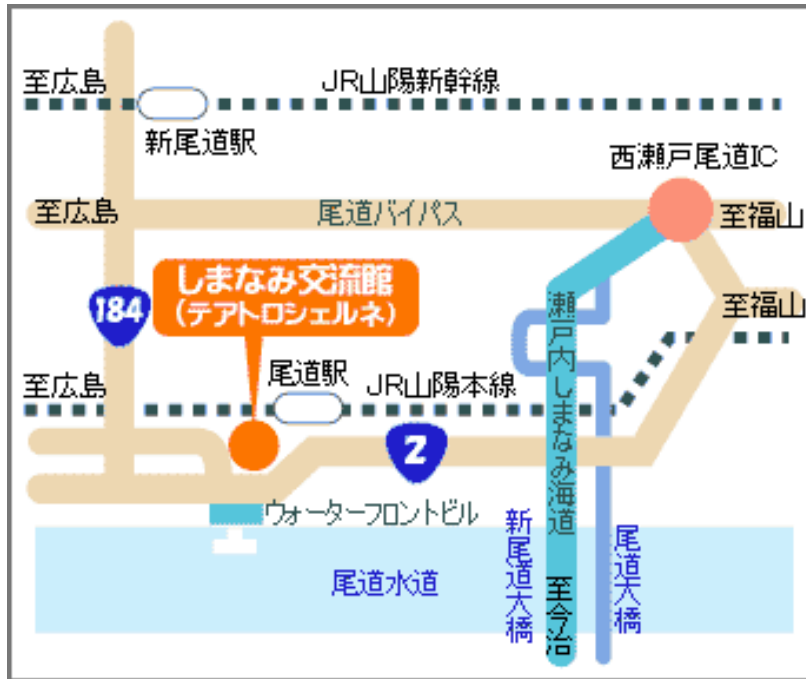 至広島
JR山陽新幹線
新尾道駅
西瀬戸尾道IC
至広島
尾道バイパス
至福山
しまなみ交流館
(テアトロシェルネ)
184
至福山
瀬戸内しまなみ海道
尾道駅
至広島
JR山陽本線
2
ウォーターフロントビル
新尾道大橋
尾道大橋
尾道水道
至今治